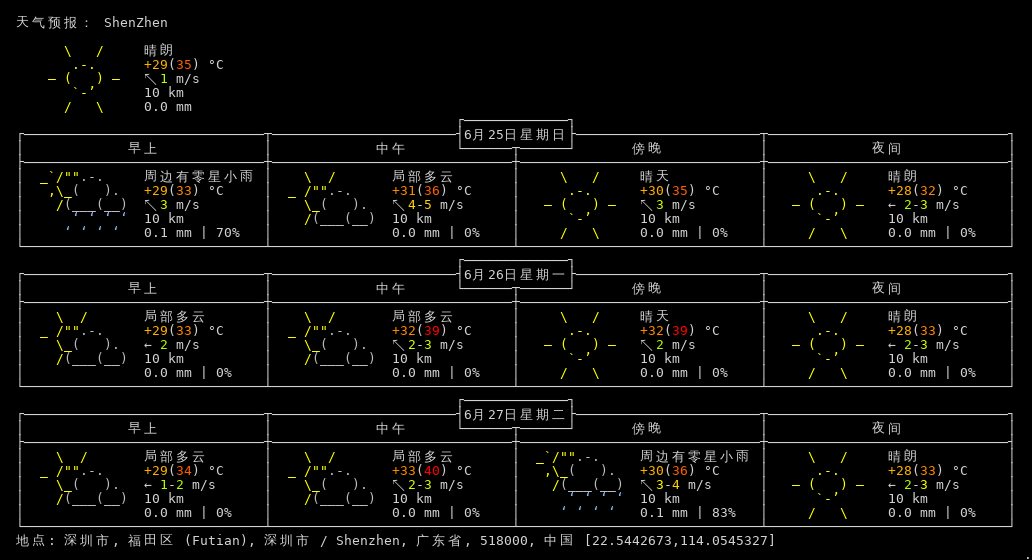 天气预报： ShenZhen
晴朗
+29(35) °C
↖1 m/s
10 km
0.0 mm
6月25日星期日
早上 中午 傍晚 夜间
周边有零星小雨 局部多云 晴天 晴朗
+29(33) °C +31(36) °C +30(35) °C +28(32) °C
↖3 m/s ↖4-5 m/s ↖3 m/s ← 2-3 m/s
10 km 10 km 10 km 10 km
0.1 mm | 70% 0.0 mm | 0% 0.0 mm | 0% 0.0 mm | 0%
6月26日星期一
早上 中午 傍晚 夜间
局部多云 局部多云 晴天 晴朗
+29(33) °C +32(39) °C +32(39) °C +28(33) °C
← 2 m/s ↖2-3 m/s ↖2 m/s ← 2-3 m/s
10 km 10 km 10 km 10 km
0.0 mm | 0% 0.0 mm | 0% 0.0 mm | 0% 0.0 mm | 0%
6月27日星期二
早上 中午 傍晚 夜间
局部多云 局部多云 周边有零星小雨 晴朗
+29(34) °C +33(40) °C +30(36) °C +28(33) °C
← 1-2 m/s ↖2-3 m/s ↖3-4 m/s ← 2-3 m/s
10 km 10 km 10 km 10 km
0.0 mm | 0% 0.0 mm | 0% 0.1 mm | 83% 0.0 mm | 0%
地点: 深圳市, 福田区 (Futian), 深圳市 / Shenzhen, 广东省, 518000, 中国 [22.5442673,114.0545327]